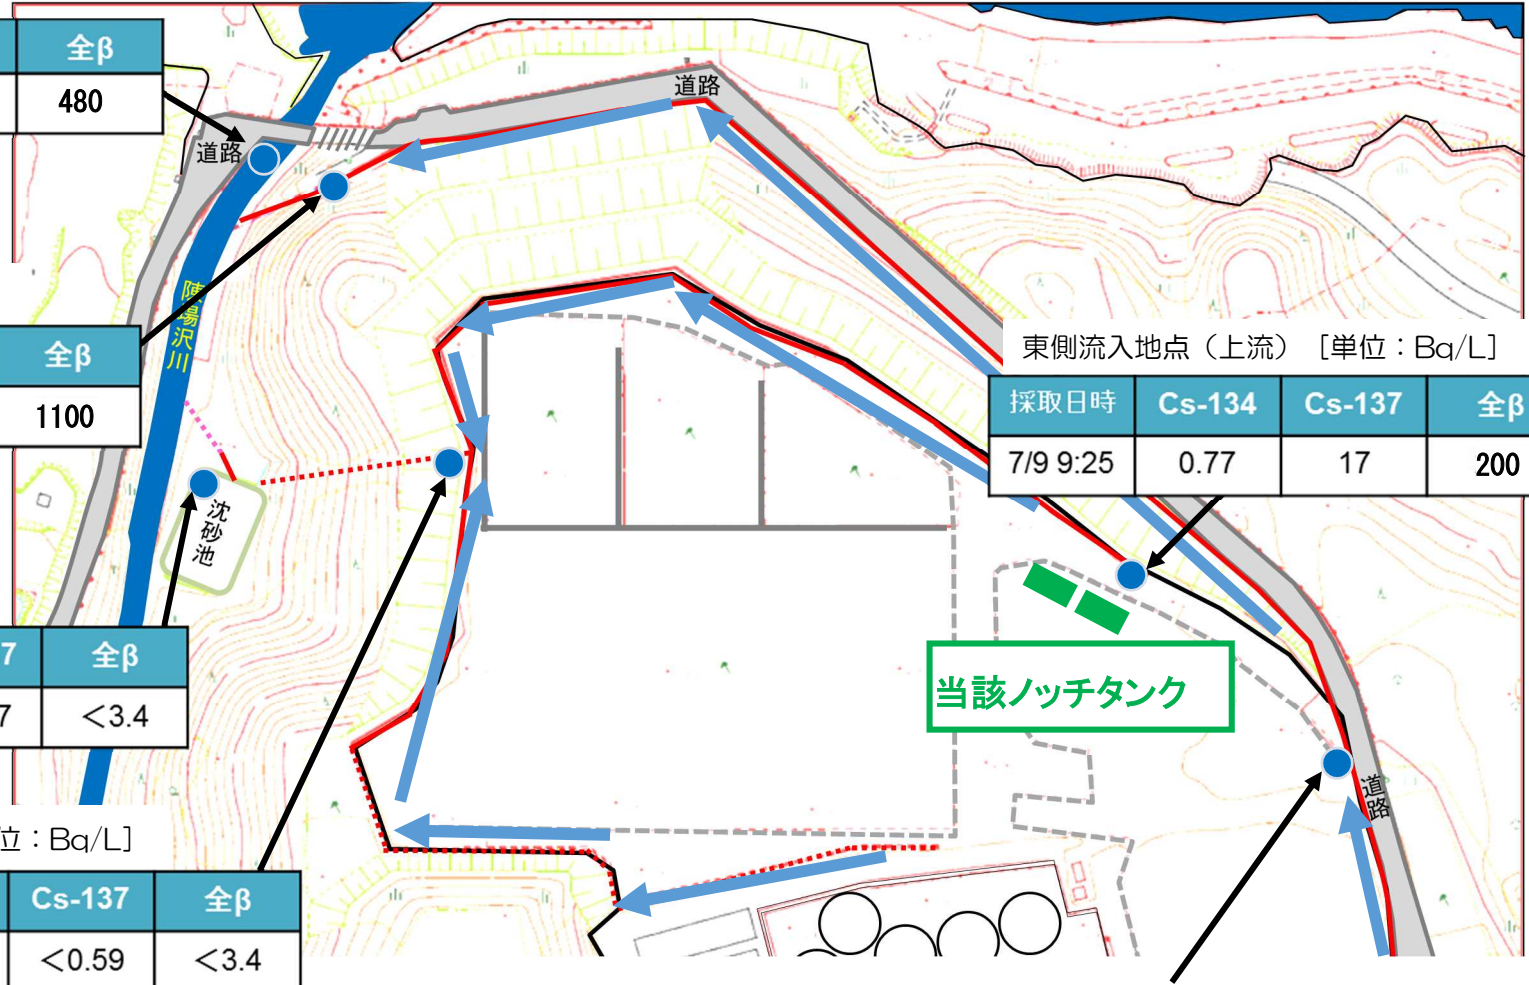 全β
480
道路
道路
陳場沢川
全β
1100
東側流入地点（上流） [単位：Bq/L]
採取日時 Cs-134 Cs-137 全β
7/9 9:25 0.77 17 200
沈砂池
当該ノッチタンク
7 全β
7 <3.4
道路
位：Bq/L]
Cs-137 全β
<0.59 <3.4